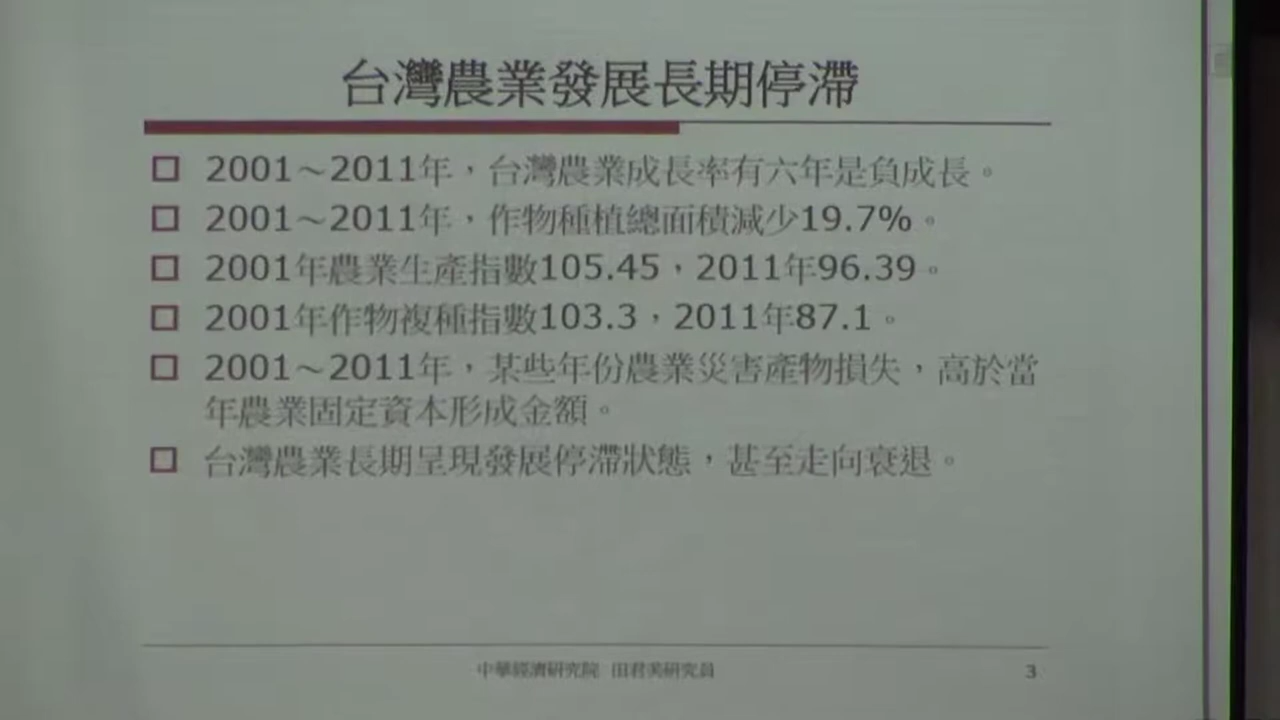 台灣農業發展長期停滯
2001～2011年，台灣農業成長率有六年是負成長。
2001～2011年，作物種植總面積減少19.7%。
2001年農業生產指數105.45，2011年96.39。
2001年作物複種指數103.3，2011年87.1。
2001～2011年，某些年份農業災害產物損失，高於當
年農業固定資本形成金額。
台灣農業長期呈現發展停滯狀態，甚至走向衰退。
中華經濟研究院 田君美研究員
3